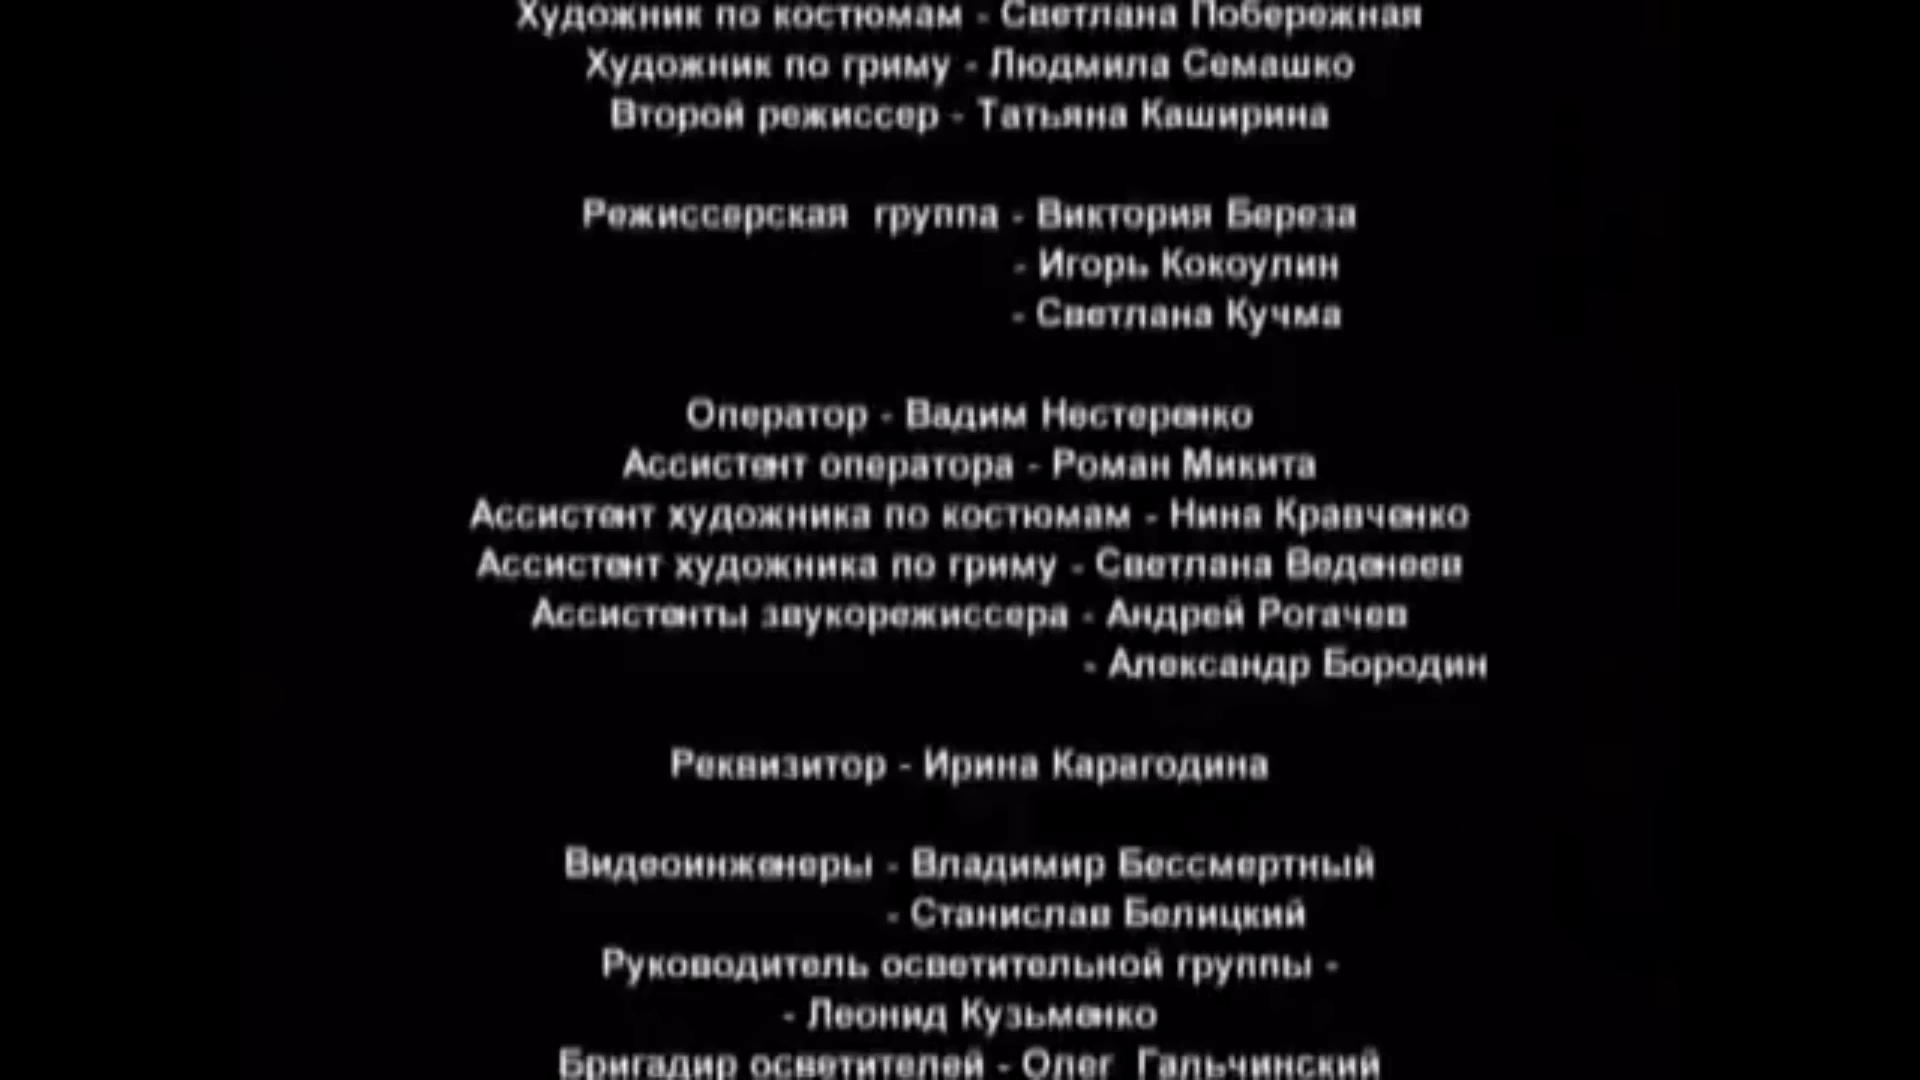 Художник по костюмам - Светлана Побережная
Художник по гриму - Людмила Семашко
Второй режиссер - Татьяна Каширина
Режиссерская группа - Виктория Береза
- Игорь Кокоулин
- Светлана Кучма
Оператор - Вадим Нестеренко
Ассистент оператора - Роман Микита
Ассистент художника по костюмам - Нина Кравченко
Ассистент художника по гриму - Светлана Веденеев
Ассистенты звукорежиссера - Андрей Рогачев
- Александр Бородин
Реквизитор - Ирина Карагодина
Видеоинженеры - Владимир Бессмертный
- Станислав Белицкий
Руководитель осветительной группы -
- Леонид Кузьменко
Бригадир осветителей - Олег Гальчинский